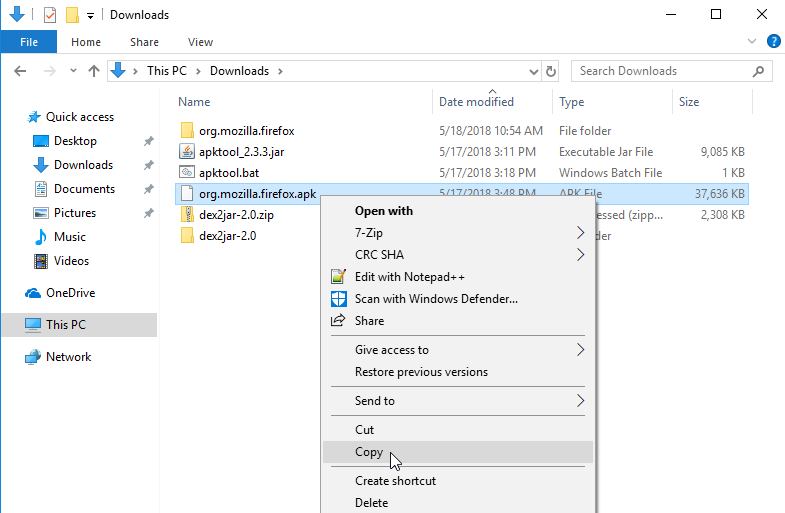 Downloads
File Home Share View
This PC Downloads Search Downloads
Name Date modified Type Size
Quick access
Desktop
Downloads
Documents
Pictures
Music
Videos
OneDrive
This PC
Network
org.mozilla.firefox 5/18/2018 10:54 AM File folder
apktool_2.3.3.jar 5/17/2018 3:11 PM Executable Jar File 9,085 KB
apktool.bat 5/17/2018 3:18 PM Windows Batch File 1 KB
org.mozilla.firefox.apk 5/17/2018 3:48 PM APK File 37,636 KB
dex2jar-2.0.zip (zipp... 2,308 KB
dex2jar-2.0
Open with
7-Zip
CRC SHA
Edit with Notepad++
Scan with Windows Defender...
Share
Give access to
Restore previous versions
Send to
Cut
Copy
Create shortcut
Delete